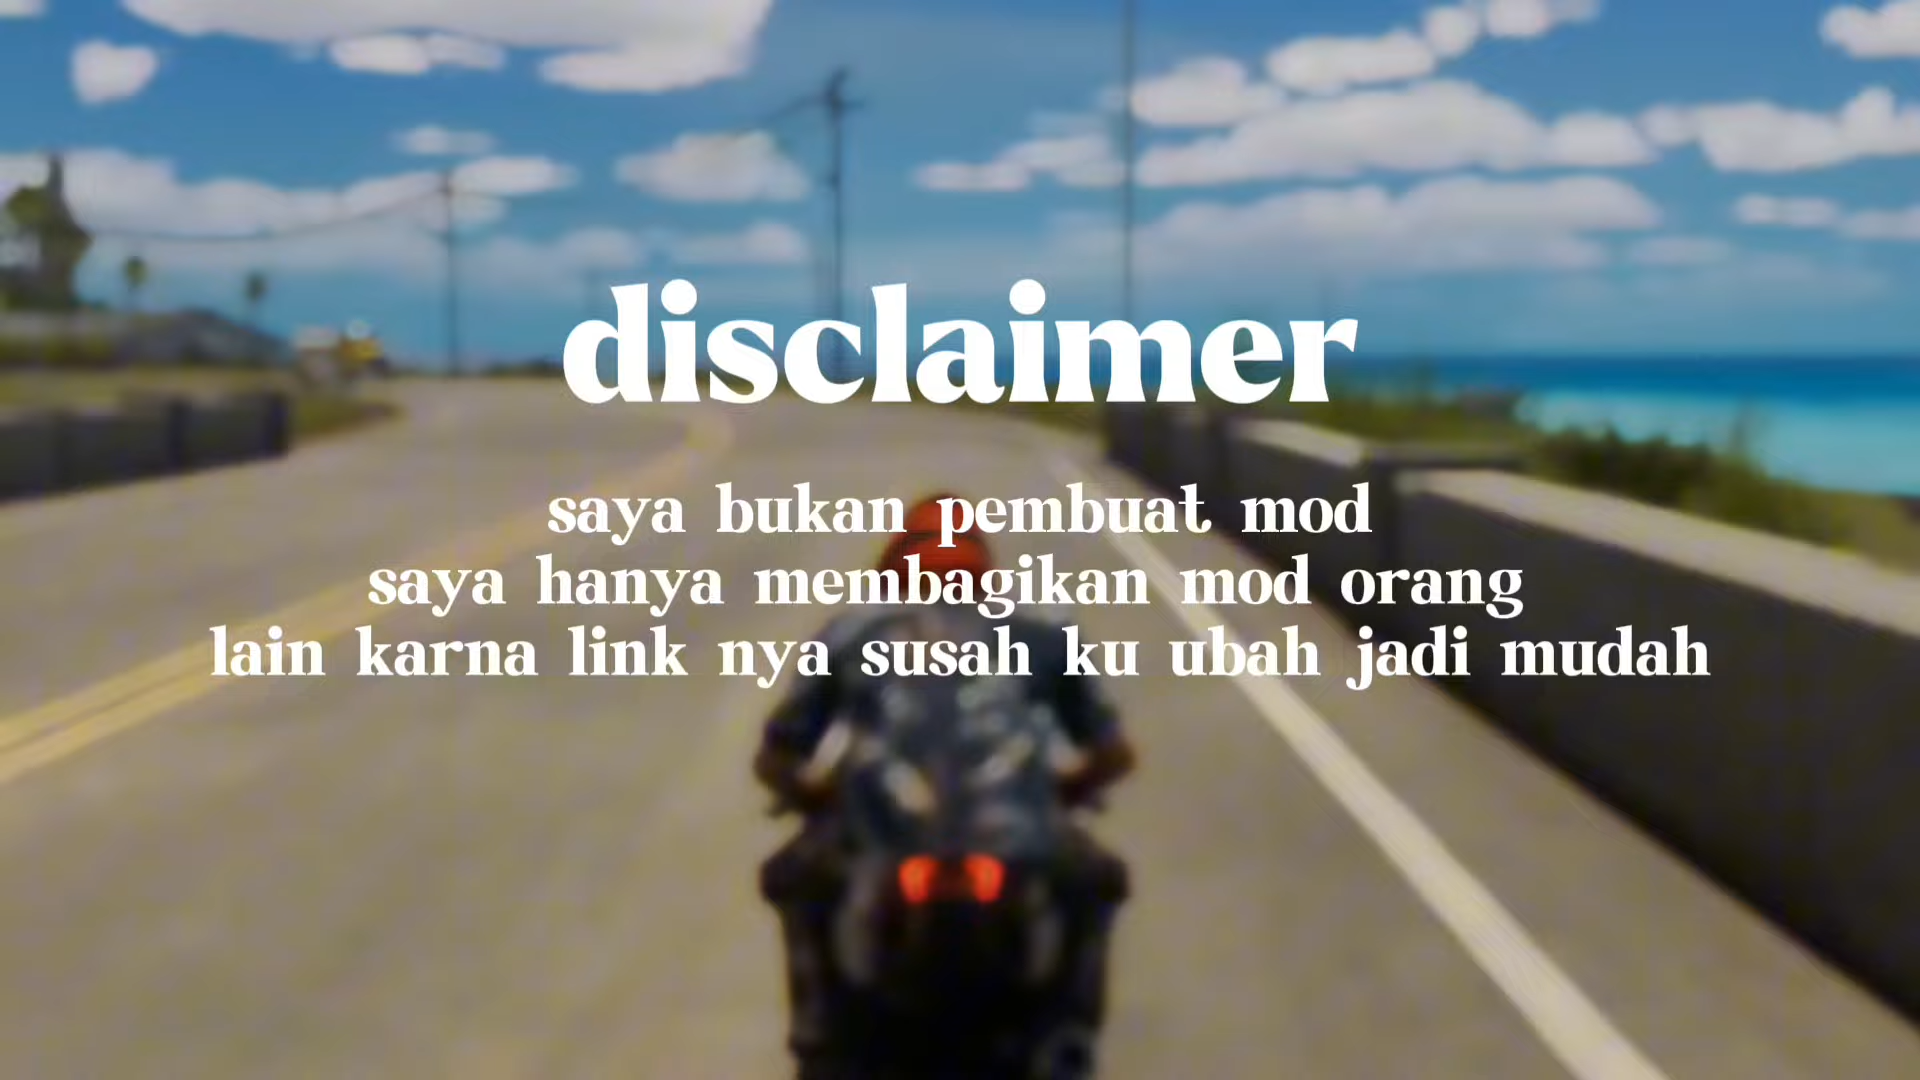 disclaimer
saya bukan pembuat mod
saya hanya membagikan mod orang
lain karna link nya susah ku ubah jadi mudah